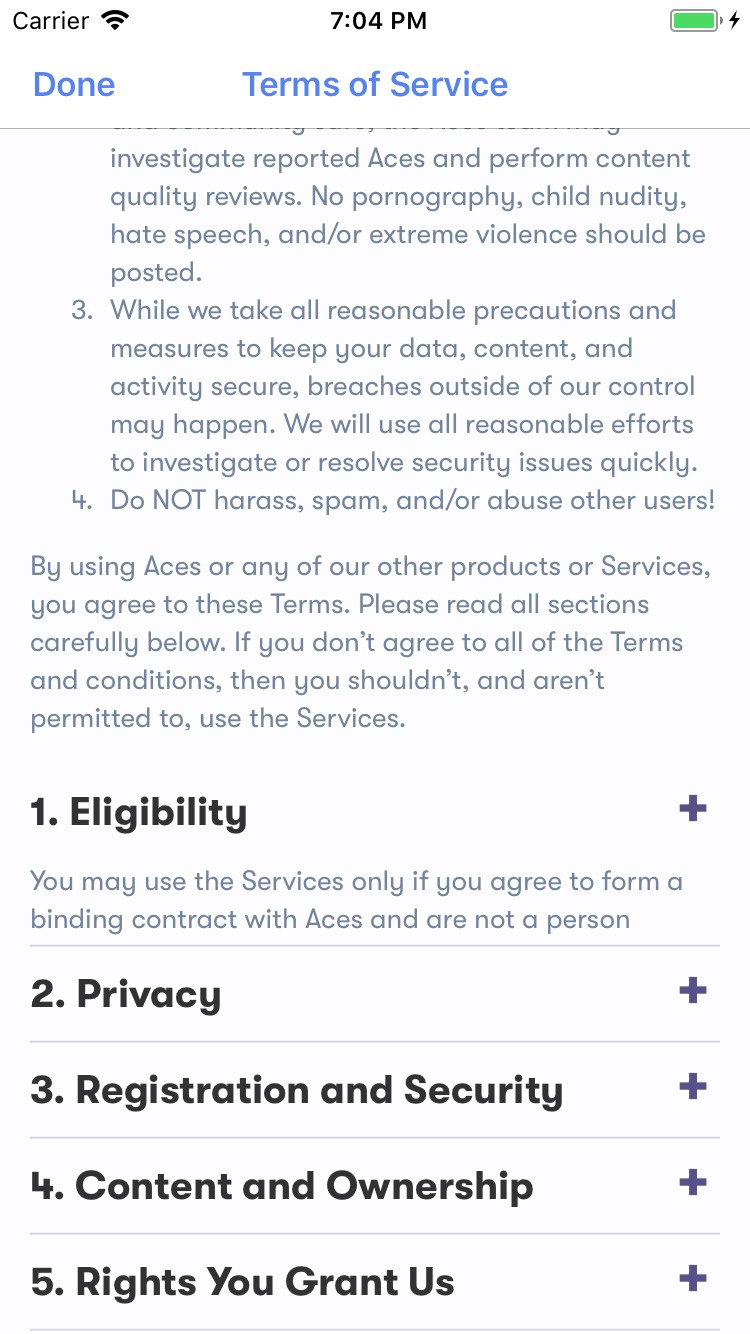 Carrier 7:04 PM
Done Terms of Service
investigate reported Aces and perform content
quality reviews. No pornography, child nudity,
hate speech, and/or extreme violence should be
posted.
3. While we take all reasonable precautions and
measures to keep your data, content, and
activity secure, breaches outside of our control
may happen. We will use all reasonable efforts
to investigate or resolve security issues quickly.
4. Do NOT harass, spam, and/or abuse other users!
By using Aces or any of our other products or Services,
you agree to these Terms. Please read all sections
carefully below. If you don’t agree to all of the Terms
and conditions, then you shouldn’t, and aren’t
permitted to, use the Services.
1. Eligibility +
You may use the Services only if you agree to form a
binding contract with Aces and are not a person
2. Privacy +
3. Registration and Security +
4. Content and Ownership +
5. Rights You Grant Us +